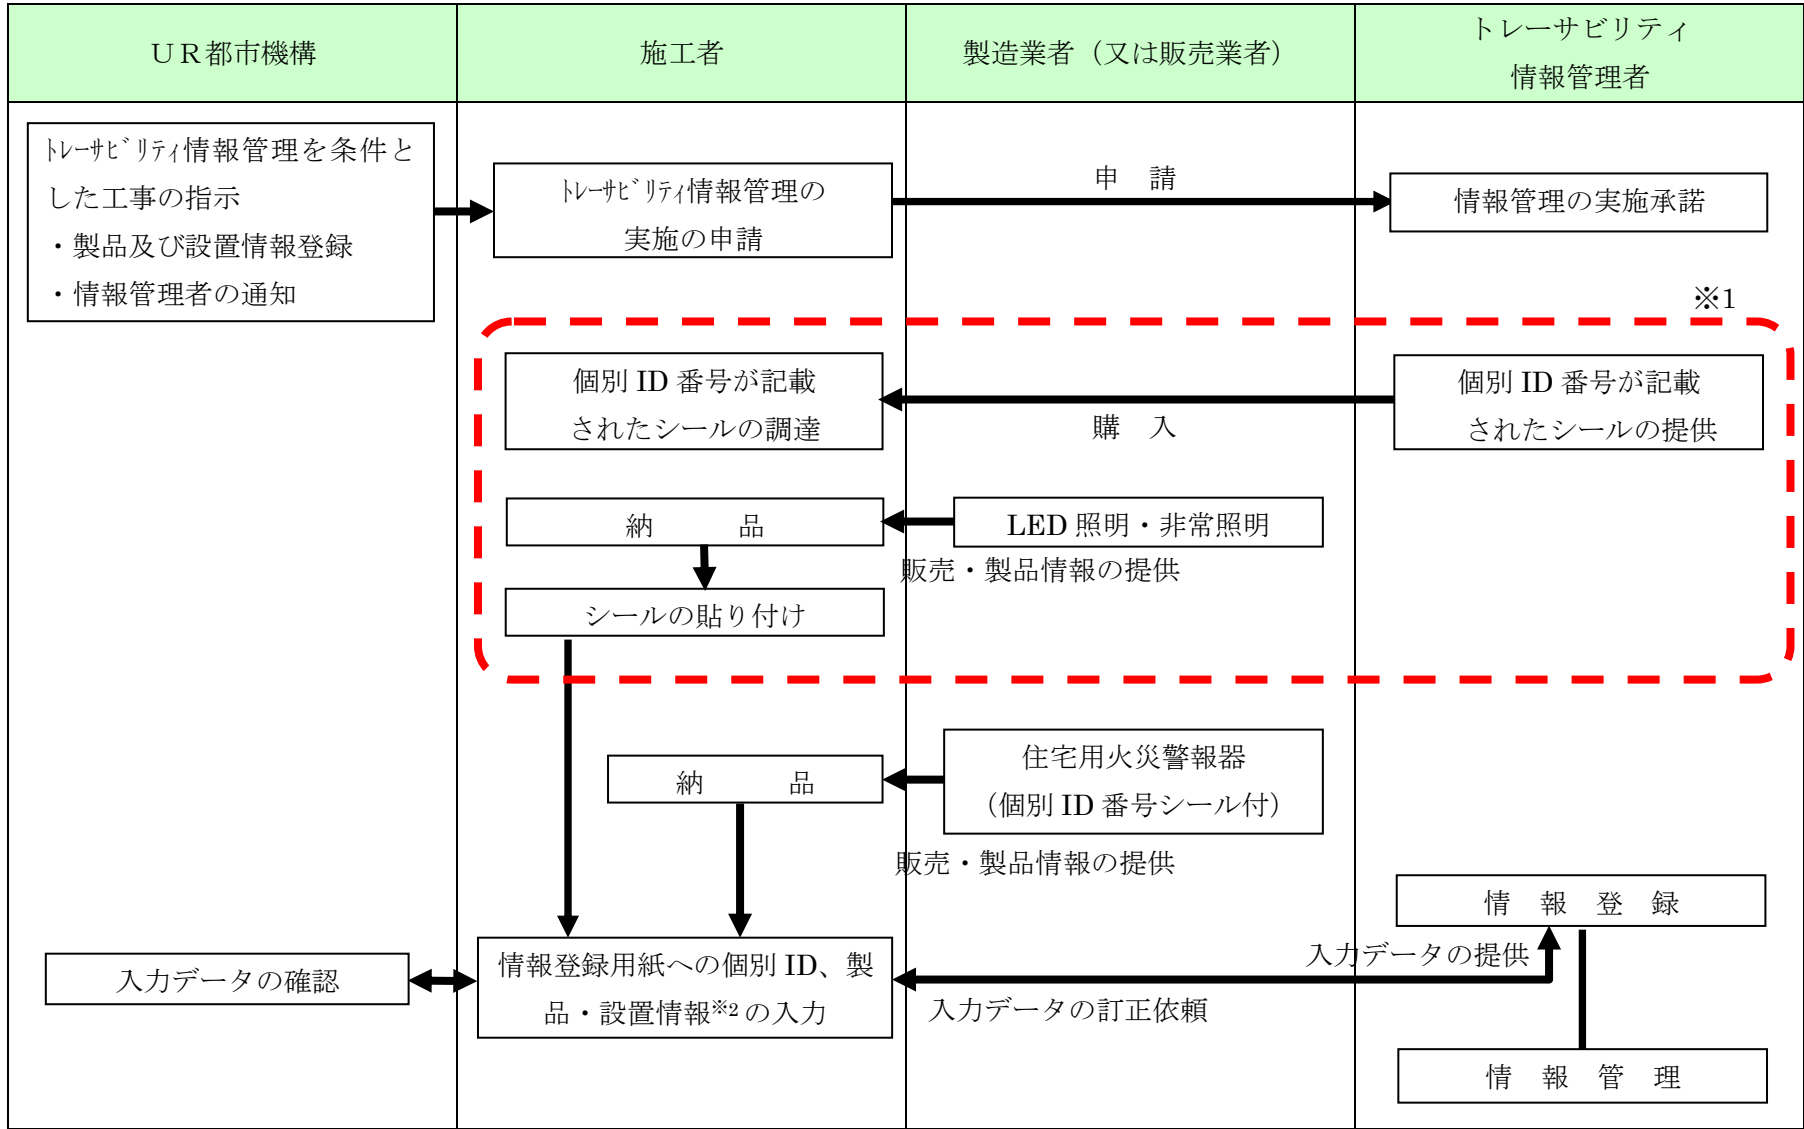 ＵＲ都市機構
施工者
製造業者（又は販売業者）
トレーサビリティ
情報管理者
ﾄﾚｰｻﾋﾞﾘﾃｨ情報管理を条件と
した工事の指示
・製品及び設置情報登録
・情報管理者の通知
ﾄﾚｰｻﾋﾞﾘﾃｨ情報管理の
実施の申請
申　請
情報管理の実施承諾
※1
個別 ID 番号が記載
されたシールの調達
購　入
個別 ID 番号が記載
されたシールの提供
納　　　品
LED 照明・非常照明
販売・製品情報の提供
シールの貼り付け
納　　　品
住宅用火災警報器
（個別 ID 番号シール付）
販売・製品情報の提供
情　報　登　録
入力データの確認
情報登録用紙への個別 ID、製
品・設置情報※2 の入力
入力データの提供
入力データの訂正依頼
情　報　管　理